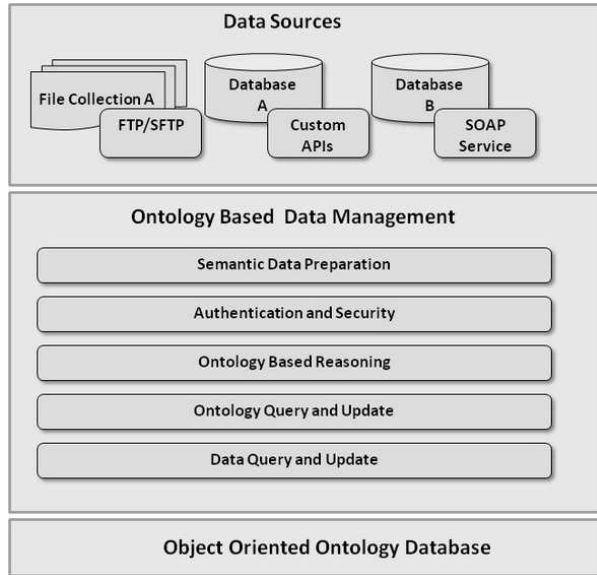 Data Sources
File Collection A
FTP/SFTP
Database
A
Custom
APIs
Database
B
SOAP
Service
Ontology Based Data Management
Semantic Data Preparation
Authentication and Security
Ontology Based Reasoning
Ontology Query and Update
Data Query and Update
Object Oriented Ontology Database